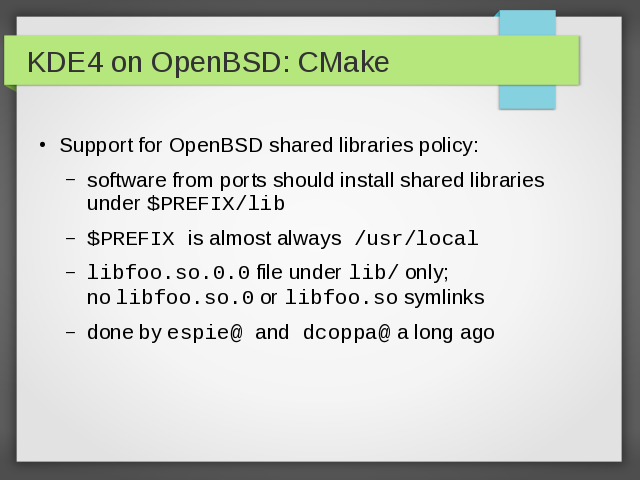 KDE4 on OpenBSD: CMake
• Support for OpenBSD shared libraries policy:
– software from ports should install shared libraries
under $PREFIX/lib
– $PREFIX is almost always /usr/local
– libfoo.so.0.0 file under lib/ only;
no libfoo.so.0 or libfoo.so symlinks
– done by espie@ and dcoppa@ a long ago